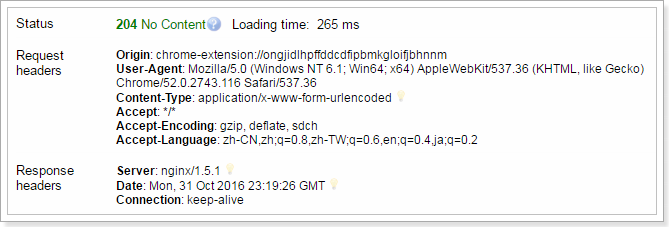 Status 204 No Content Loading time: 265 ms
Request headers
Origin: chrome-extension://ongjidlhpffddcdfipbmkgloifjbhnnm
User-Agent: Mozilla/5.0 (Windows NT 6.1; Win64; x64) AppleWebKit/537.36 (KHTML, like Gecko)
Chrome/52.0.2743.116 Safari/537.36
Content-Type: application/x-www-form-urlencoded
Accept: */*
Accept-Encoding: gzip, deflate, sdch
Accept-Language: zh-CN,zh;q=0.8,zh-TW;q=0.6,en;q=0.4,ja;q=0.2
Response headers
Server: nginx/1.5.1
Date: Mon, 31 Oct 2016 23:19:26 GMT
Connection: keep-alive